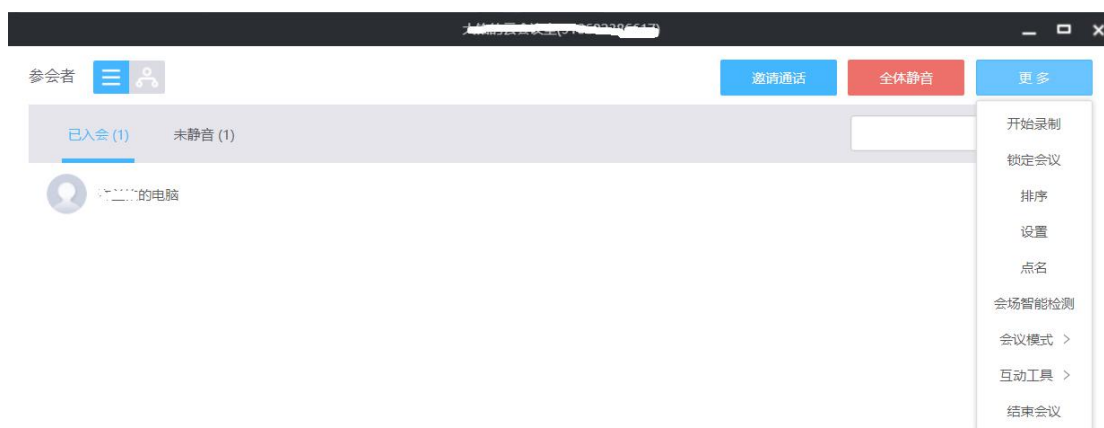 参会者
邀请通话
全体静音
更多
已入会 (1)
未静音 (1)
开始录制
锁定会议
的电脑
排序
设置
点名
会场智能检测
会议模式 >
互动工具 >
结束会议